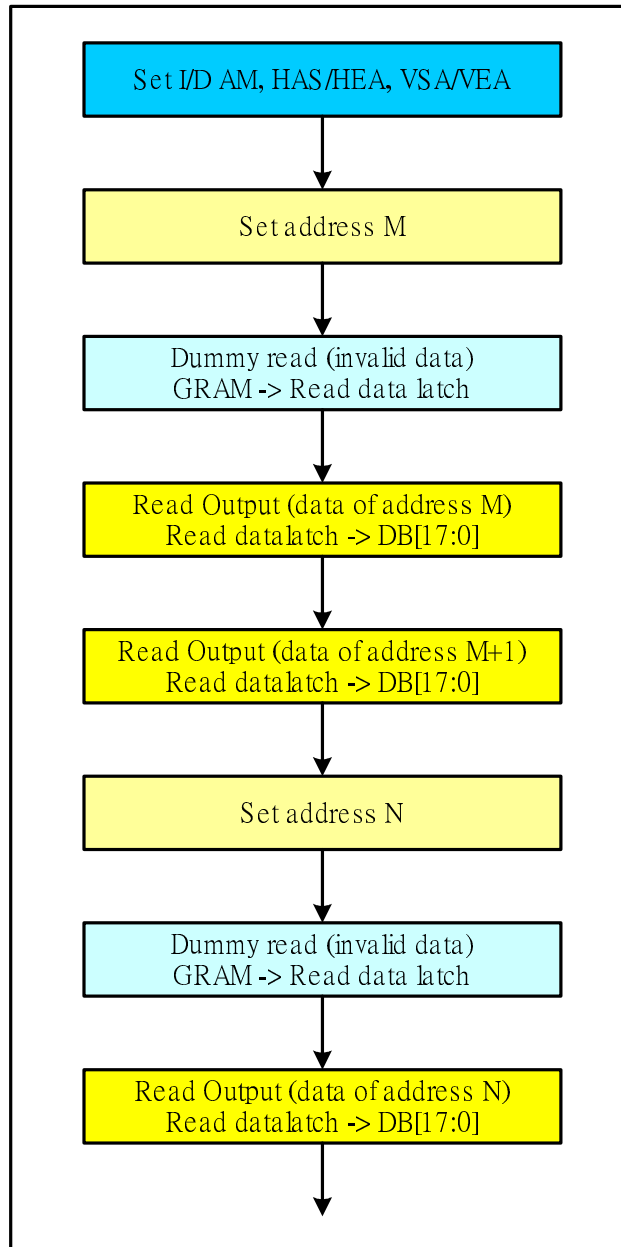 Set I/D AM, HAS/HEA, VSA/VEA
Set address M
Dummy read (invalid data)
GRAM -> Read data latch
Read Output (data of address M)
Read datalatch -> DB[17:0]
Read Output (data of address M+1)
Read datalatch -> DB[17:0]
Set address N
Dummy read (invalid data)
GRAM -> Read data latch
Read Output (data of address N)
Read datalatch -> DB[17:0]